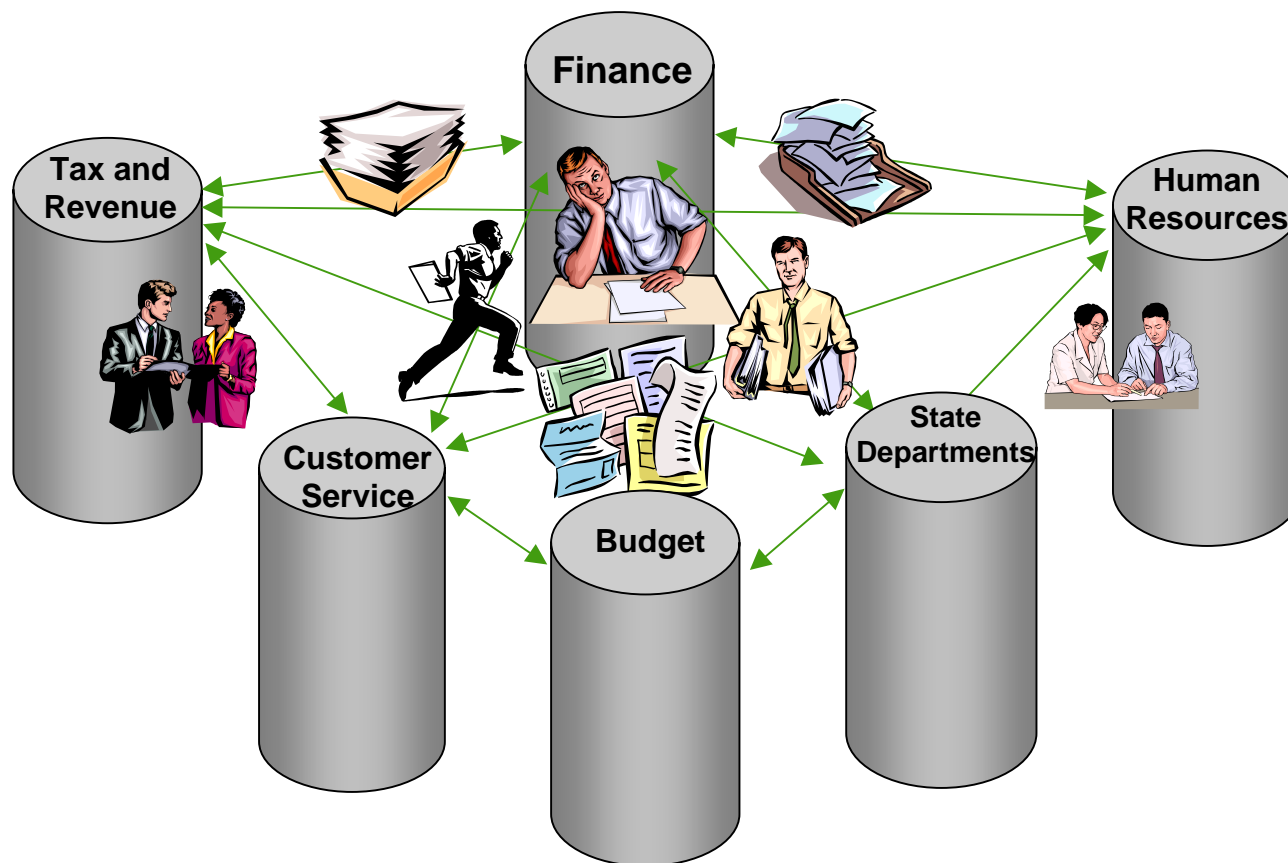 Finance
Tax and
Revenue
Human
Resources
State
Departments
Customer
Service
Budget